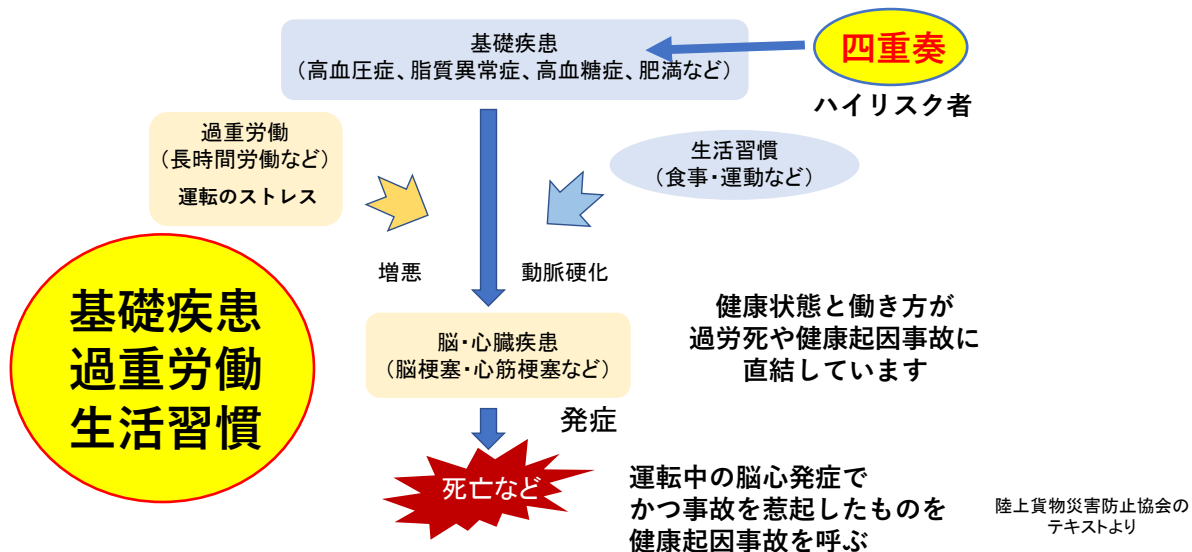 基礎疾患
（高血圧症、脂質異常症、高血糖症、肥満など）
四重奏
ハイリスク者
過重労働
（長時間労働など）
運転のストレス
生活習慣
（食事・運動など）
増悪
動脈硬化
基礎疾患
過重労働
生活習慣
脳・心臓疾患
（脳梗塞・心筋梗塞など）
健康状態と働き方が
過労死や健康起因事故に
直結しています
発症
死亡など
運転中の脳心発症で
かつ事故を惹起したものを
健康起因事故を呼ぶ
陸上貨物災害防止協会の
テキストより